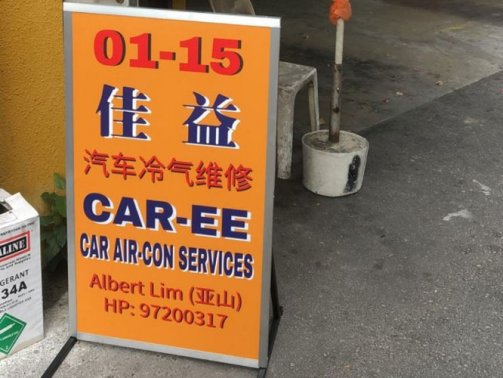 01-15
佳益
汽车冷气维修
CAR-EE
CAR AIR-CON SERVICES
Albert Lim (亚山)
HP: 97200317
34A